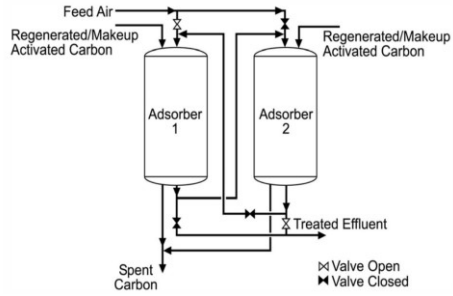 Feed Air
Regenerated/Makeup
Activated Carbon
Regenerated/Makeup
Activated Carbon
Adsorber
1
Adsorber
2
Treated Effluent
Spent
Carbon
Valve Open
Valve Closed